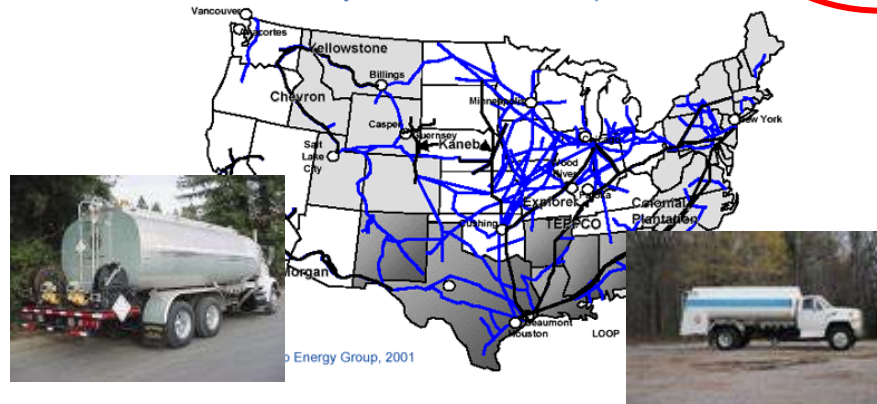 Vancouver
Yellowstone
Billings
Chevron
Minneapolis
Casper
Guernsey
New York
Kaneb
Salt
Lake
City
Wood
River
Explorer
Patoka
Colonial
Cushing
TEPPCO
Plantation
Morgan
Beaumont
Houston
LOOP
o Energy Group, 2001